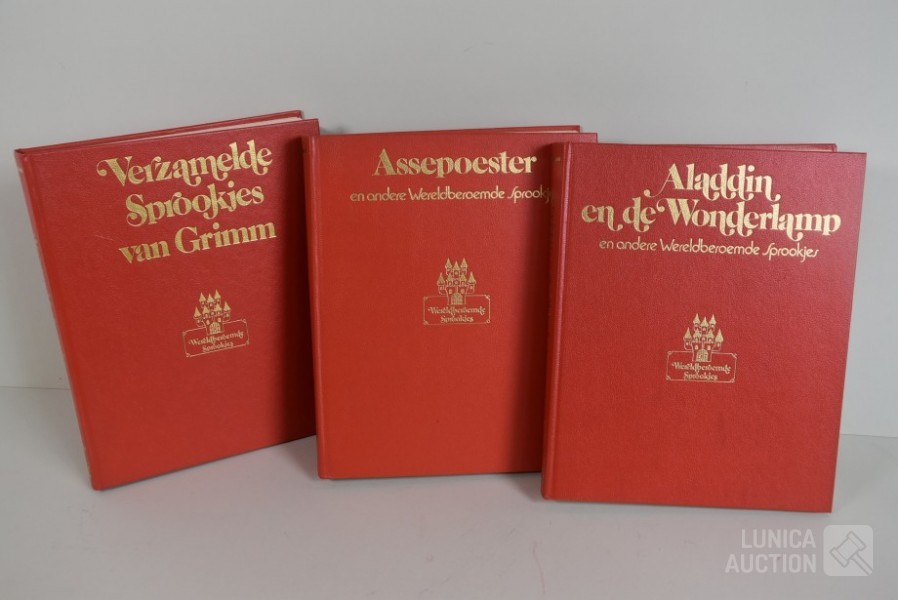 Verzamelde
Sprookjes
van Grimm
Wereldberoemde
Sprookjes
Assepoester
en andere Wereldberoemde Sprookje
Wereldberoemde
Sprookjes
Aladdin
en de Wonderlamp
en andere Wereldberoemde Sprookjes
Wereldberoemde
Sprookjes
LUNICA
AUCTION